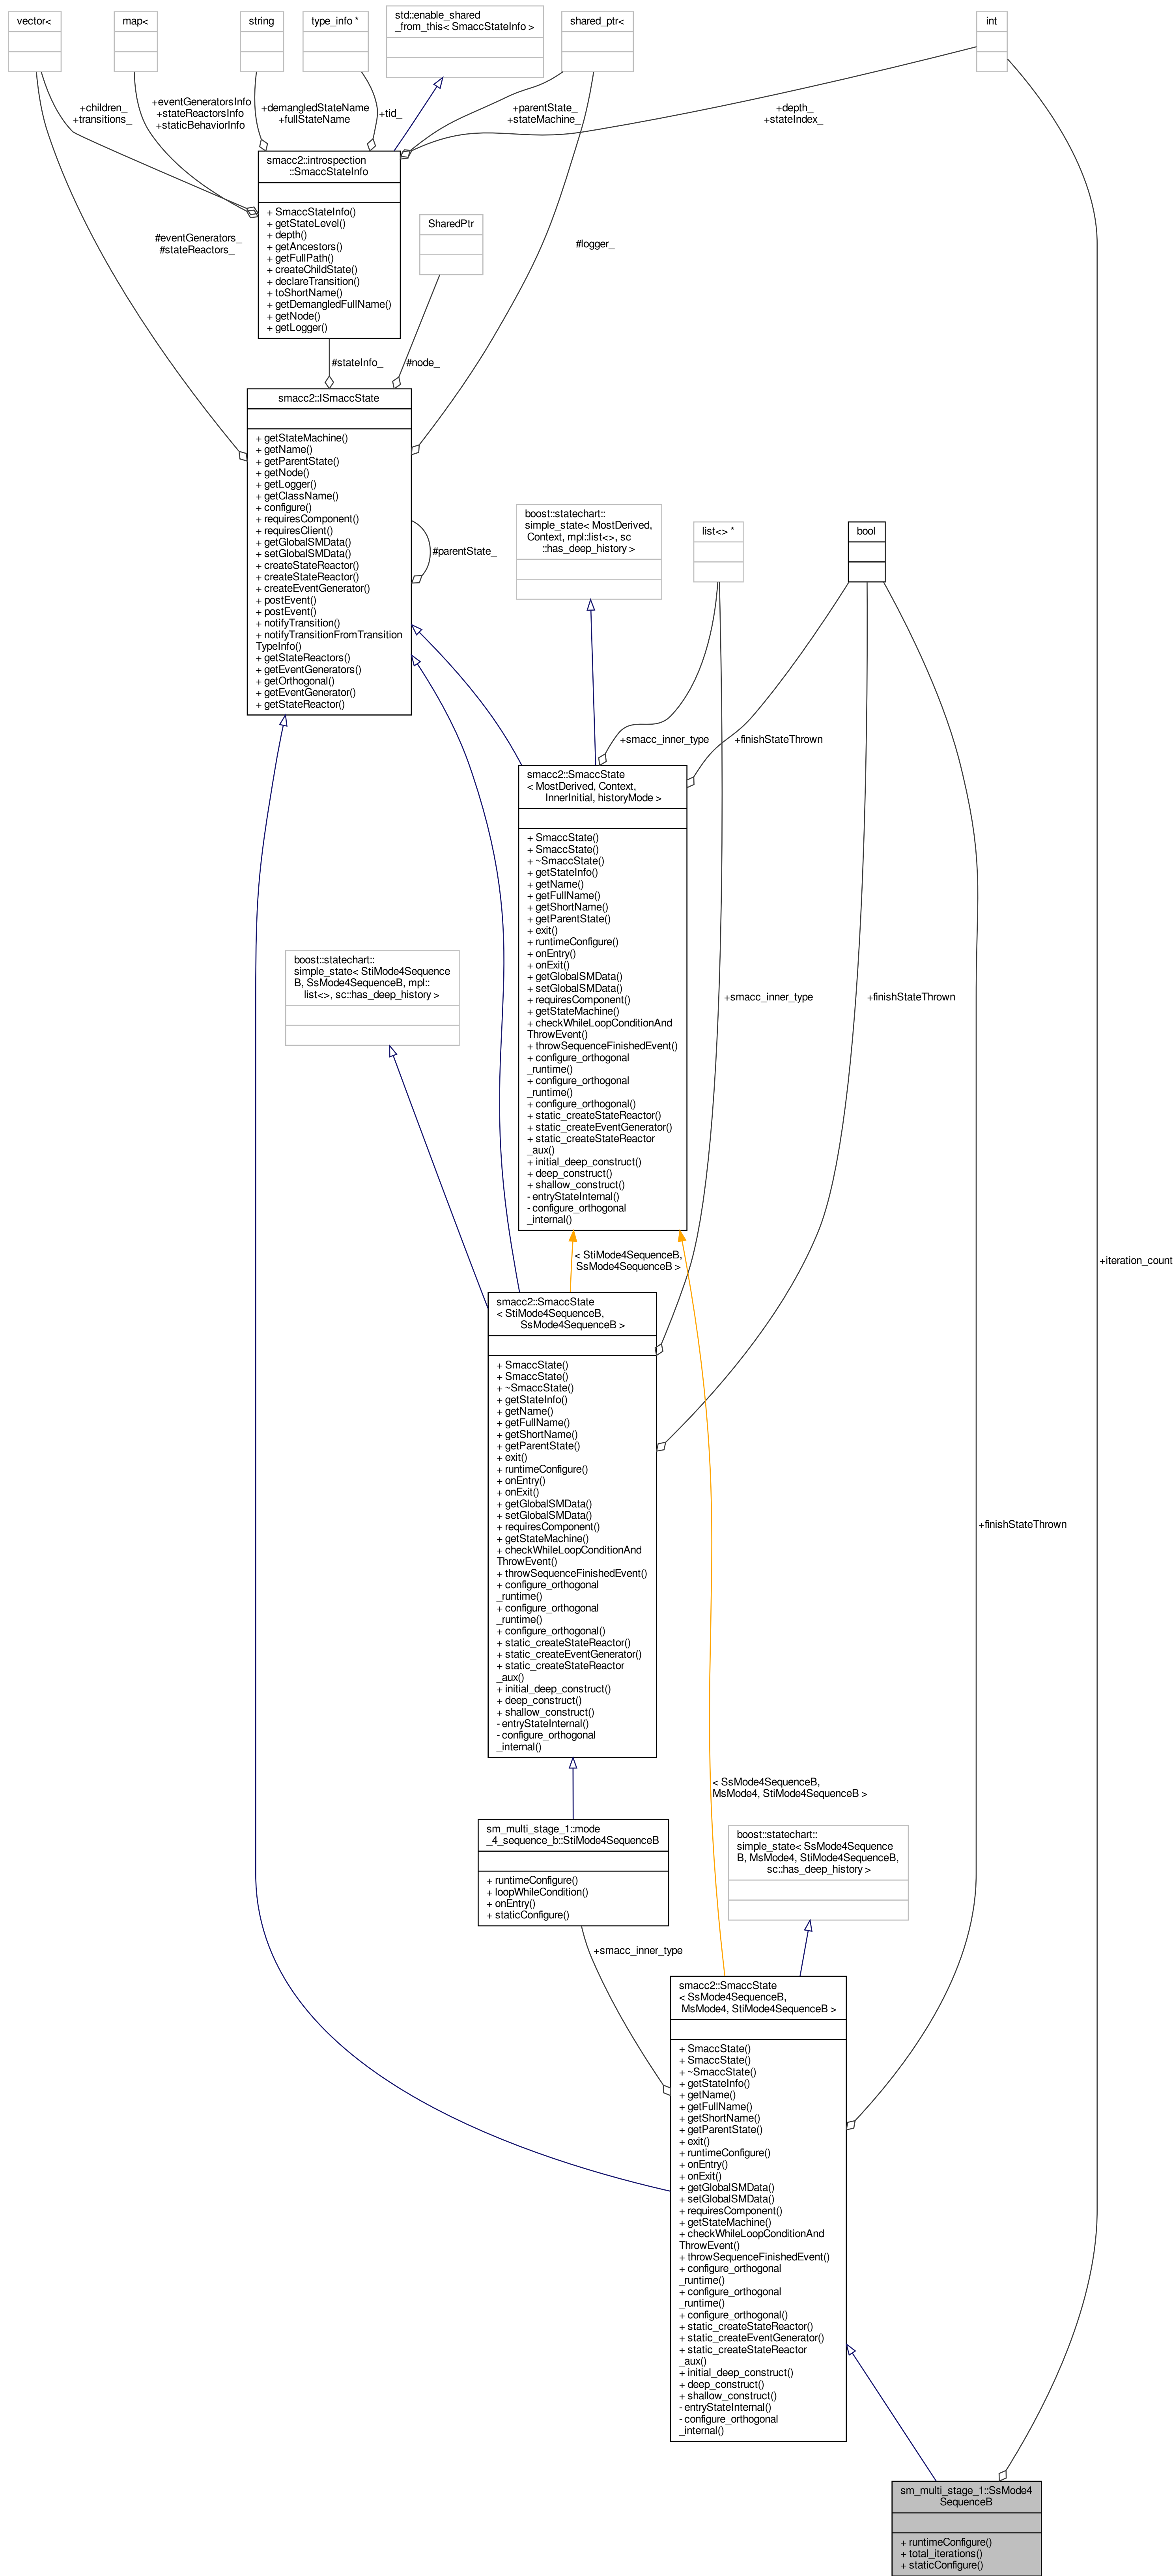 vector<
map<
string
type_info *
std::enable_shared
_from_this< SmaccStateInfo >
shared_ptr<
int
+children_
+transitions_
+eventGeneratorsInfo
+stateReactorsInfo
+staticBehaviorInfo
+demangledStateName
+fullStateName
+tid_
+parentState_
+stateMachine_
+depth_
+stateIndex_
smacc2::introspection
::SmaccStateInfo
+ SmaccStateInfo()
+ getStateLevel()
+ depth()
+ getAncestors()
+ getFullPath()
+ createChildState()
+ declareTransition()
+ toShortName()
+ getDemangledFullName()
+ getNode()
+ getLogger()
SharedPtr
#eventGenerators_
#stateReactors_
#logger_
#stateInfo_
#node_
smacc2::ISmaccState
+ getStateMachine()
+ getName()
+ getParentState()
+ getNode()
+ getLogger()
+ getClassName()
+ configure()
+ requiresComponent()
+ requiresClient()
+ getGlobalSMData()
+ setGlobalSMData()
+ createStateReactor()
+ createStateReactor()
+ createEventGenerator()
+ postEvent()
+ postEvent()
+ notifyTransition()
+ notifyTransitionFromTransition
TypeInfo()
+ getStateReactors()
+ getEventGenerators()
+ getOrthogonal()
+ getEventGenerator()
+ getStateReactor()
#parentState_
boost::statechart::
simple_state< MostDerived,
Context, mpl::list<>, sc
::has_deep_history >
list<> *
bool
+smacc_inner_type
+finishStateThrown
smacc2::SmaccState
< MostDerived, Context,
InnerInitial, historyMode >
+ SmaccState()
+ SmaccState()
+ ~SmaccState()
+ getStateInfo()
+ getName()
+ getFullName()
+ getShortName()
+ getParentState()
+ exit()
+ runtimeConfigure()
+ onEntry()
+ onExit()
+ getGlobalSMData()
+ setGlobalSMData()
+ requiresComponent()
+ getStateMachine()
+ checkWhileLoopConditionAnd
ThrowEvent()
+ throwSequenceFinishedEvent()
+ configure_orthogonal
_runtime()
+ configure_orthogonal
_runtime()
+ configure_orthogonal()
+ static_createStateReactor()
+ static_createEventGenerator()
+ static_createStateReactor
_aux()
+ initial_deep_construct()
+ deep_construct()
+ shallow_construct()
- entryStateInternal()
- configure_orthogonal
_internal()
boost::statechart::
simple_state< StiMode4Sequence
B, SsMode4SequenceB, mpl::
list<>, sc::has_deep_history >
+smacc_inner_type
+finishStateThrown
< StiMode4SequenceB,
SsMode4SequenceB >
+iteration_count
smacc2::SmaccState
< StiMode4SequenceB,
SsMode4SequenceB >
+ SmaccState()
+ SmaccState()
+ ~SmaccState()
+ getStateInfo()
+ getName()
+ getFullName()
+ getShortName()
+ getParentState()
+ exit()
+ runtimeConfigure()
+ onEntry()
+ onExit()
+ getGlobalSMData()
+ setGlobalSMData()
+ requiresComponent()
+ getStateMachine()
+ checkWhileLoopConditionAnd
ThrowEvent()
+ throwSequenceFinishedEvent()
+ configure_orthogonal
_runtime()
+ configure_orthogonal
_runtime()
+ configure_orthogonal()
+ static_createStateReactor()
+ static_createEventGenerator()
+ static_createStateReactor
_aux()
+ initial_deep_construct()
+ deep_construct()
+ shallow_construct()
- entryStateInternal()
- configure_orthogonal
_internal()
+finishStateThrown
< SsMode4SequenceB,
MsMode4, StiMode4SequenceB >
sm_multi_stage_1::mode
_4_sequence_b::StiMode4SequenceB
+ runtimeConfigure()
+ loopWhileCondition()
+ onEntry()
+ staticConfigure()
boost::statechart::
simple_state< SsMode4Sequence
B, MsMode4, StiMode4SequenceB,
sc::has_deep_history >
+smacc_inner_type
smacc2::SmaccState
< SsMode4SequenceB,
MsMode4, StiMode4SequenceB >
+ SmaccState()
+ SmaccState()
+ ~SmaccState()
+ getStateInfo()
+ getName()
+ getFullName()
+ getShortName()
+ getParentState()
+ exit()
+ runtimeConfigure()
+ onEntry()
+ onExit()
+ getGlobalSMData()
+ setGlobalSMData()
+ requiresComponent()
+ getStateMachine()
+ checkWhileLoopConditionAnd
ThrowEvent()
+ throwSequenceFinishedEvent()
+ configure_orthogonal
_runtime()
+ configure_orthogonal
_runtime()
+ configure_orthogonal()
+ static_createStateReactor()
+ static_createEventGenerator()
+ static_createStateReactor
_aux()
+ initial_deep_construct()
+ deep_construct()
+ shallow_construct()
- entryStateInternal()
- configure_orthogonal
_internal()
sm_multi_stage_1::SsMode4
SequenceB
+ runtimeConfigure()
+ total_iterations()
+ staticConfigure()